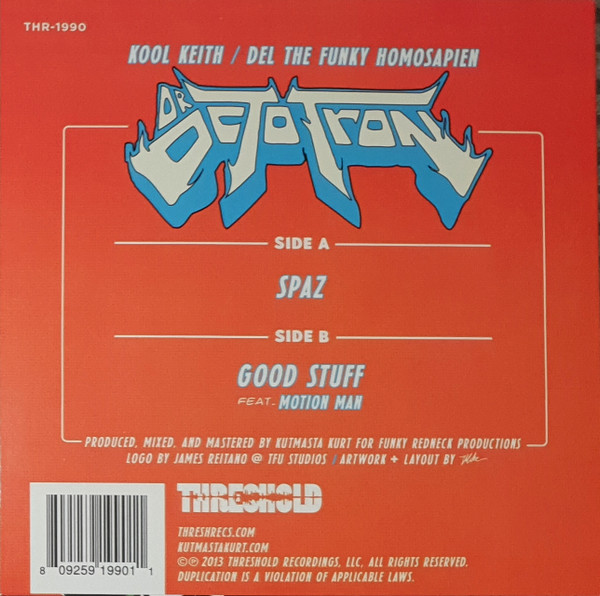 THR-1990
KOOL KEITH / DEL THE FUNKY HOMOSAPIEN
DR OCTOTRON
SIDE A
SPAZ
SIDE B
GOOD STUFF
FEAT. MOTION MAN
PRODUCED, MIXED, AND MASTERED BY KUTMASTA KURT FOR FUNKY REDNECK PRODUCTIONS
LOGO BY JAMES REITANO @ TFU STUDIOS / ARTWORK + LAYOUT BY
THRESHOLD
THRESHRECS.COM
KUTMASTAKURT.COM
©℗ 2013 THRESHOLD RECORDINGS, LLC. ALL RIGHTS RESERVED.
DUPLICATION IS A VIOLATION OF APPLICABLE LAWS.
8 09259 19901 1